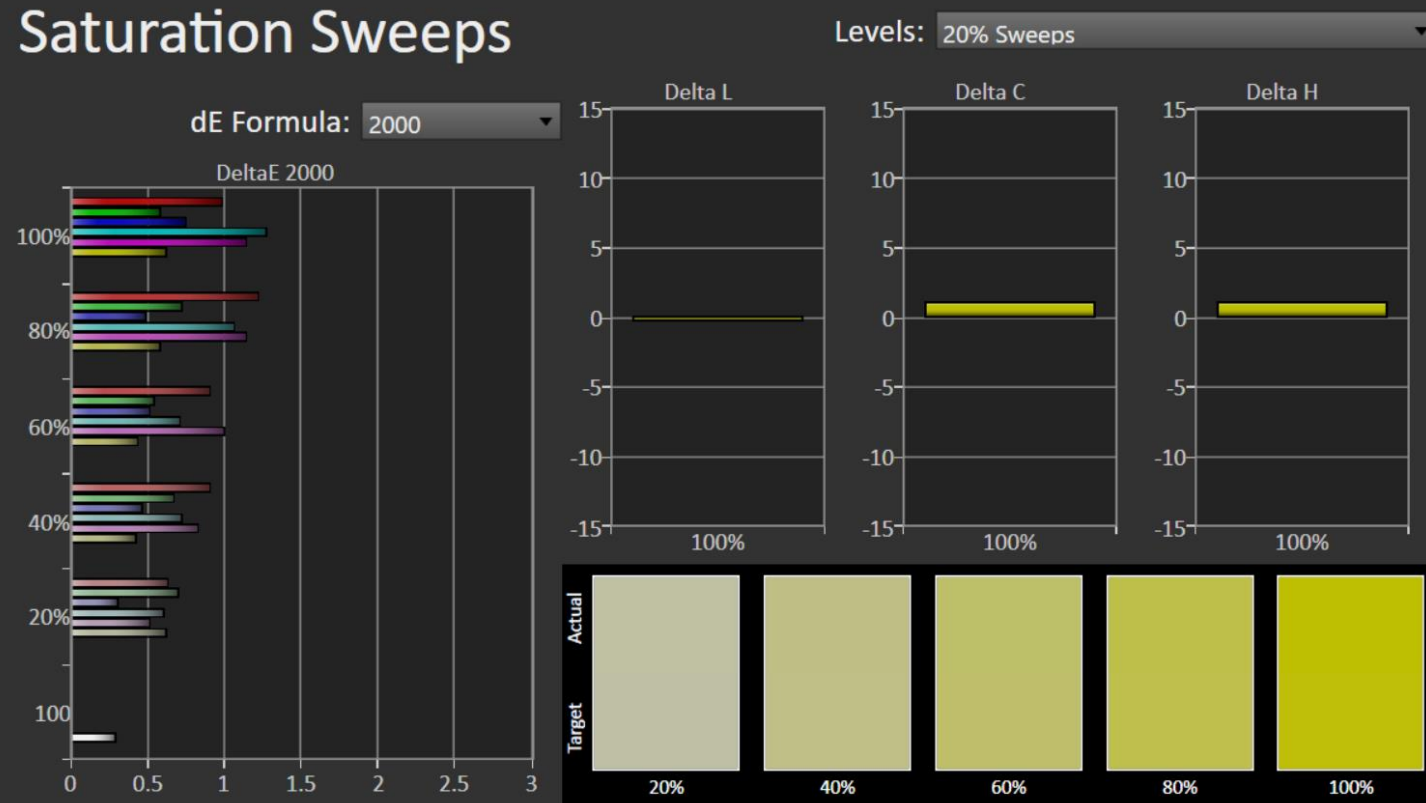 Saturation Sweeps
Levels: 20% Sweeps
dE Formula: 2000
DeltaE 2000
100%
80%
60%
40%
20%
100
0 0.5 1 1.5 2 2.5 3
Delta L
15
10
5
0
-5
-10
-15
100%
Delta C
15
10
5
0
-5
-10
-15
100%
Delta H
15
10
5
0
-5
-10
-15
100%
Actual
Target
20% 40% 60% 80% 100%